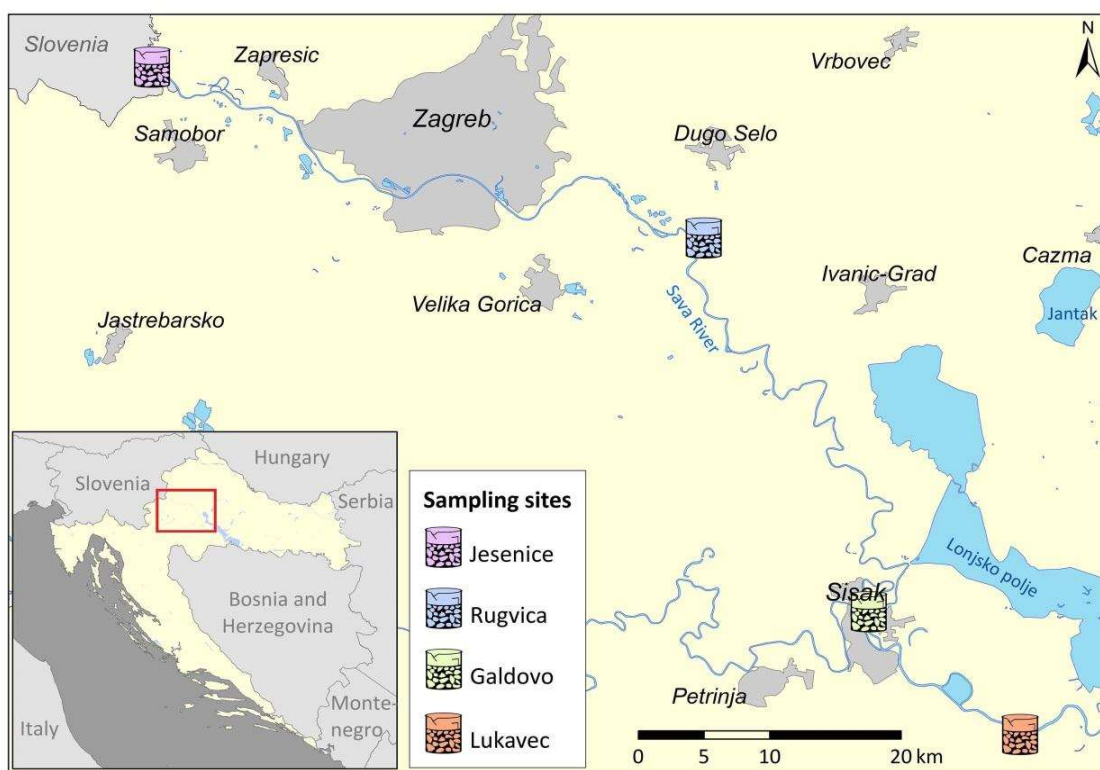 Slovenia
Zapresic
Vrbovec
N
Samobor
Zagreb
Dugo Selo
Cazma
Jantak
Ivanic-Grad
Velika Gorica
Sava River
Jastrebarsko
Lonjsko polje
Sisak
Petrinja
Hungary
Slovenia
Serbia
Bosnia and
Herzegovina
Monte-
negro
Italy
Sampling sites
Jesenice
Rugvica
Galdovo
Lukavec
0 5 10 20 km